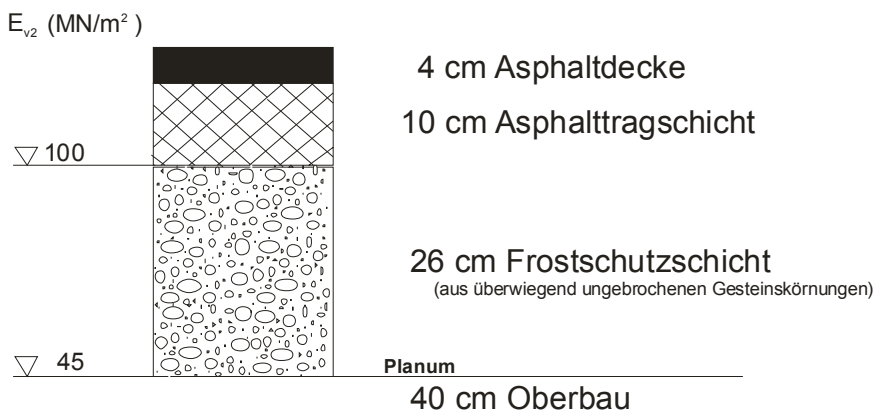 E_v2 (MN/m²)
4 cm Asphaltdecke
10 cm Asphalttragschicht
100
26 cm Frostschutzschicht
(aus überwiegend ungebrochenen Gesteinskörnungen)
45
Planum
40 cm Oberbau